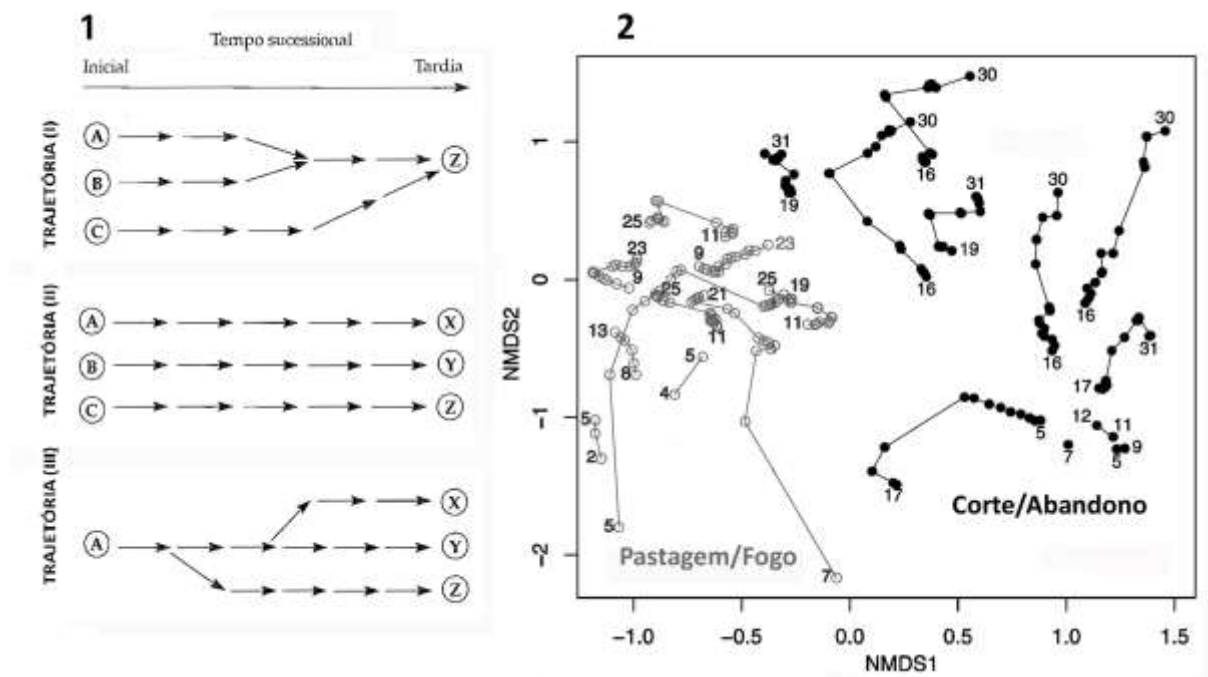 1
Tempo sucessional
Inicial
Tardia
TRAJETÓRIA (I)
A
B
C
Z
TRAJETÓRIA (II)
A
X
B
Y
C
Z
TRAJETÓRIA (III)
A
X
Y
Z
2
NMDS2
1
0
−1
−2
30
30
30
31
16
31
30
19
25
11
23
19
23
9
9
16
25
21
25
19
11
16
13
11
16
5
8
31
4
17
5
5
12
11
7
5
9
2
17
5
7
Corte/Abandono
Pastagem/Fogo
−1.0
−0.5
0.0
0.5
1.0
1.5
NMDS1